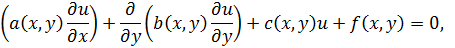 (a(x,y) ∂u/∂x) + ∂/∂y (b(x,y) ∂u/∂y) + c(x,y)u + f(x,y) = 0,